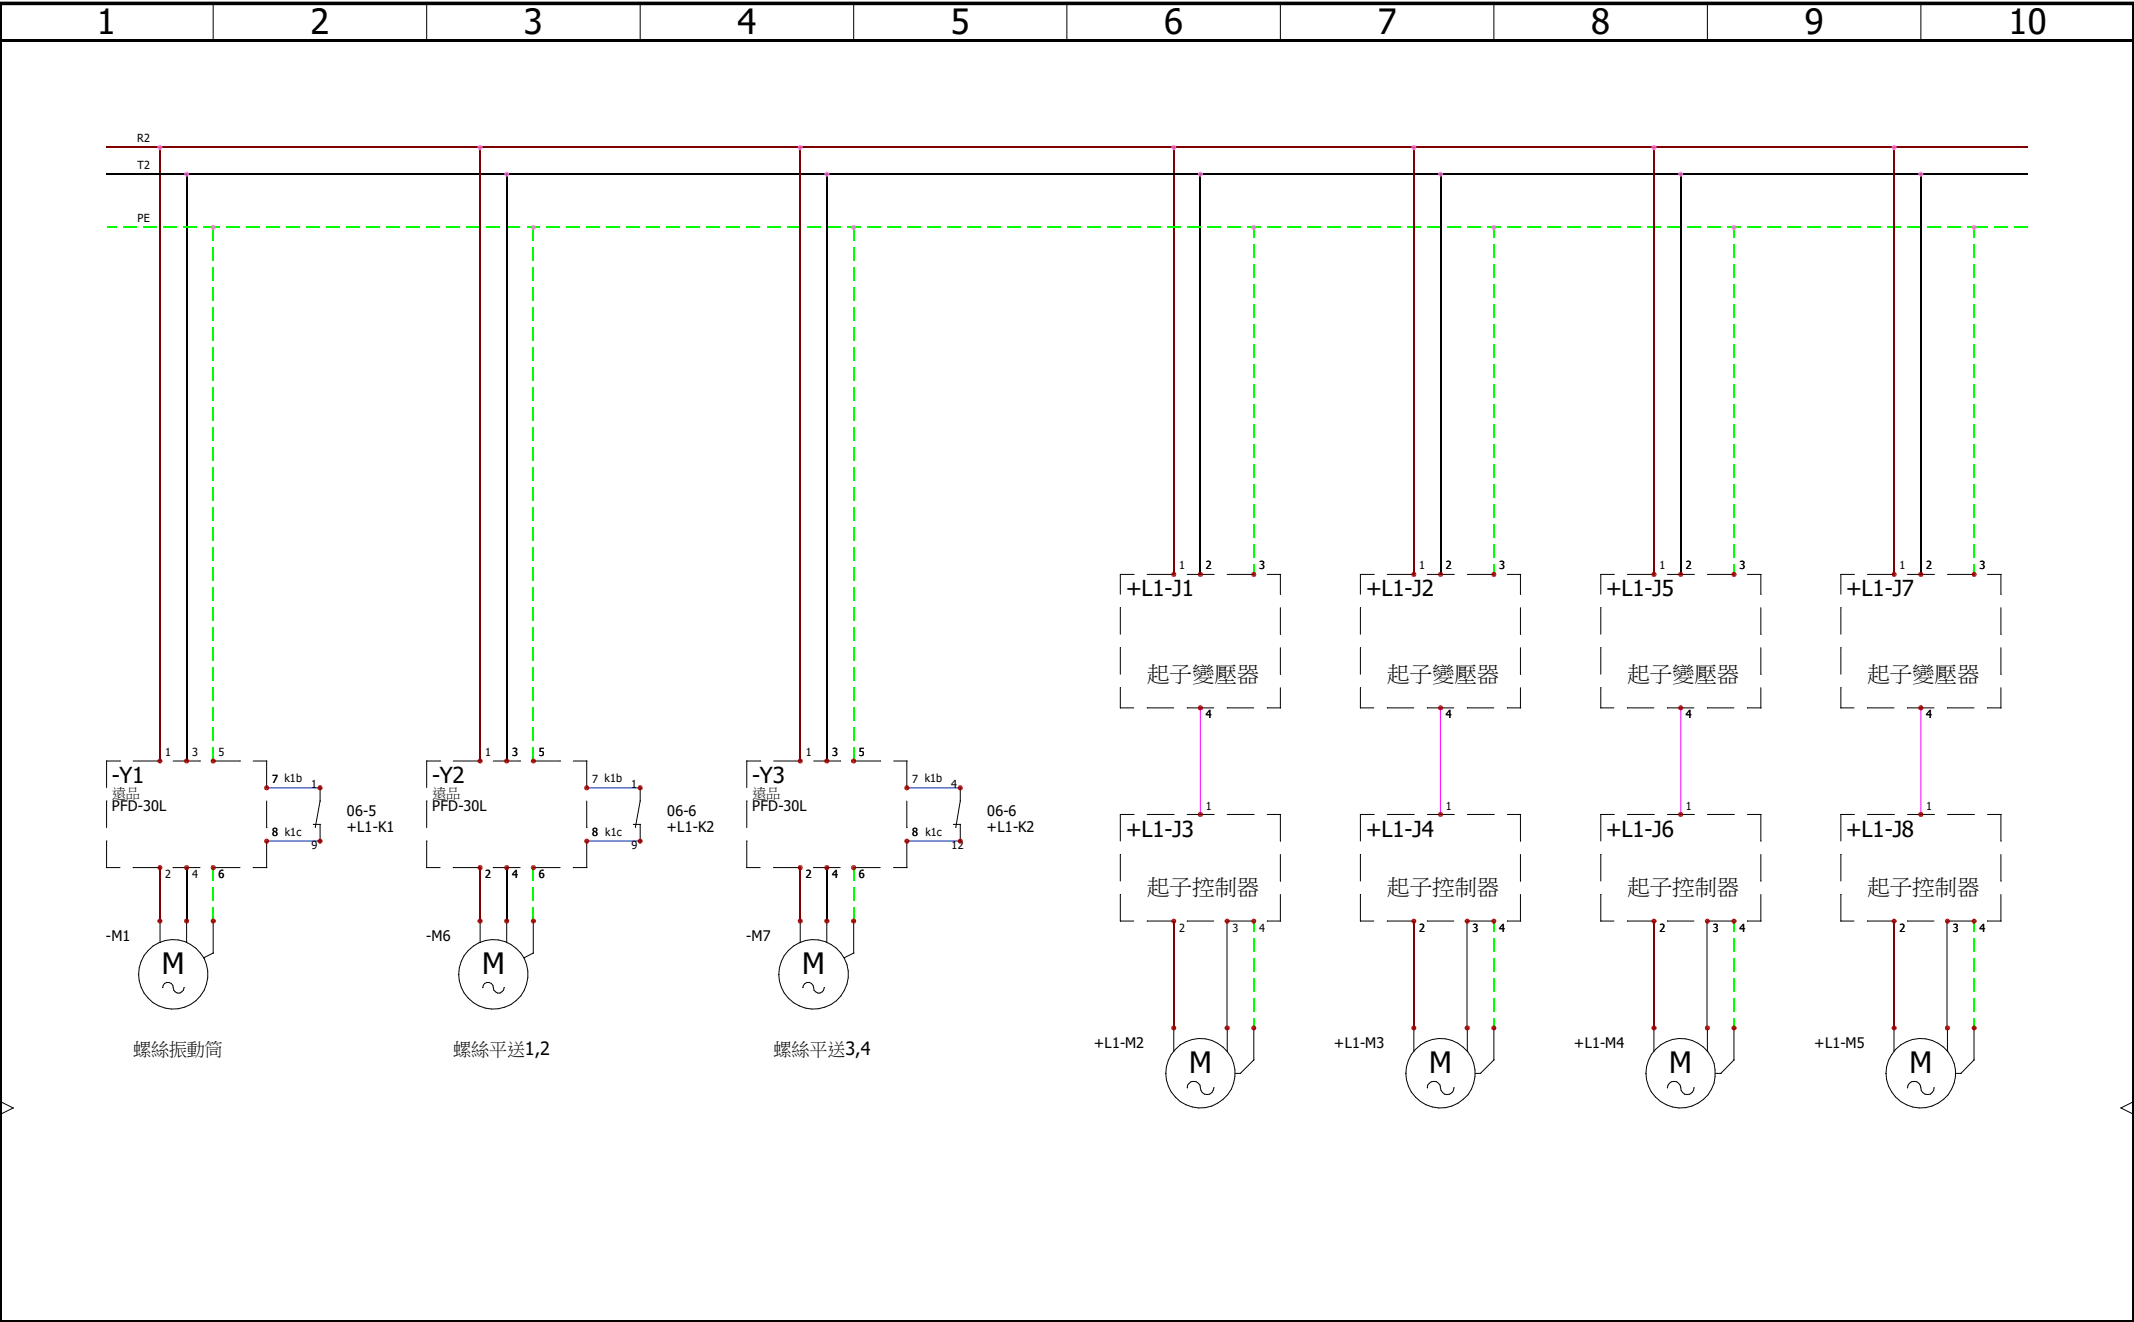 1 2 3 4 5 6 7 8 9 10
R2
T2
PE
1 2 3 1 2 3 1 2 3 1 2 3
+L1-J1 +L1-J2 +L1-J5 +L1-J7
起子變壓器 起子變壓器 起子變壓器 起子變壓器
4 4 4 4
1 3 5 1 3 5 1 3 5
-Y1 -Y2 -Y3
7 k1b 1 7 k1b 1 7 k1b 4
遠品 遠品 遠品
PFD-30L PFD-30L PFD-30L
1 1 1 1
06-5 06-6 06-6
+L1-K1 +L1-K2 +L1-K2
+L1-J3 +L1-J4 +L1-J6 +L1-J8
8 k1c 9 8 k1c 9 8 k1c 12
2 4 6 2 4 6 2 4 6
起子控制器 起子控制器 起子控制器 起子控制器
2 3 4 2 3 4 2 3 4 2 3 4
-M1 -M6 -M7
M M M
+L1-M2 +L1-M3 +L1-M4 +L1-M5
螺絲振動筒 螺絲平送1,2 螺絲平送3,4
M M M M